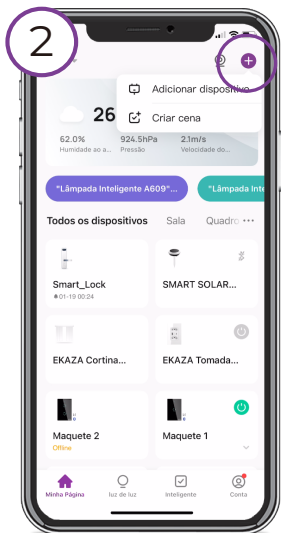 2
Adicionar dispositivo
Criar cena
26
62.0% 924.5hPa 2.1m/s
Humidade ao a... Pressão Velocidade do...
"Lâmpada Inteligente A609"... "Lâmpada Inte
Todos os dispositivos Sala Quadro ...
Smart_Lock SMART SOLAR...
01-19 00:24
EKAZA Cortina... EKAZA Tomada...
Maquete 2 Maquete 1
Offline
Minha Página luz de luz Inteligente Conta